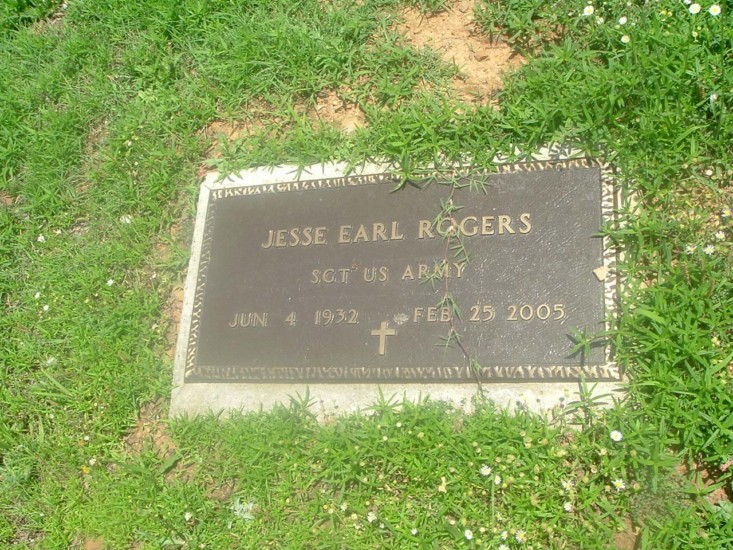 JESSE EARL ROGERS
SGT US ARMY
JUN 4 1932 FEB 25 2005